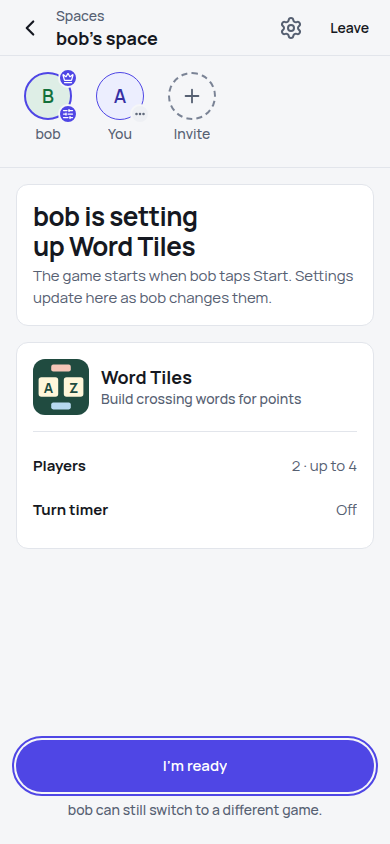 Spaces
bob's space
Leave
B
A
bob
You
Invite
bob is setting
up Word Tiles
The game starts when bob taps Start. Settings
update here as bob changes them.
A Z
Word Tiles
Build crossing words for points
Players
2 · up to 4
Turn timer
Off
I'm ready
bob can still switch to a different game.